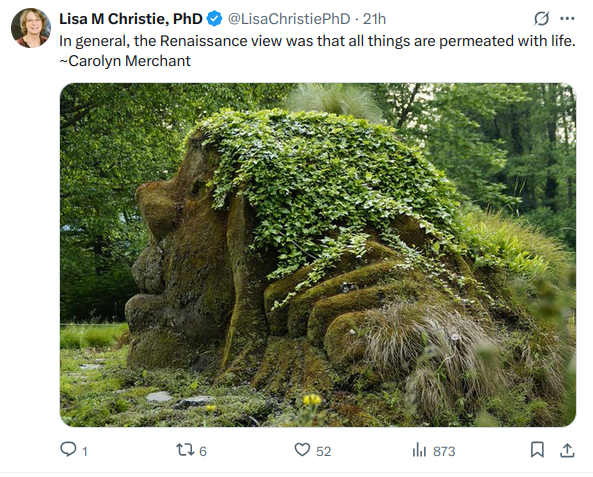 Lisa M Christie, PhD @LisaChristiePhD · 21h
In general, the Renaissance view was that all things are permeated with life.
~Carolyn Merchant
1 6 52 873